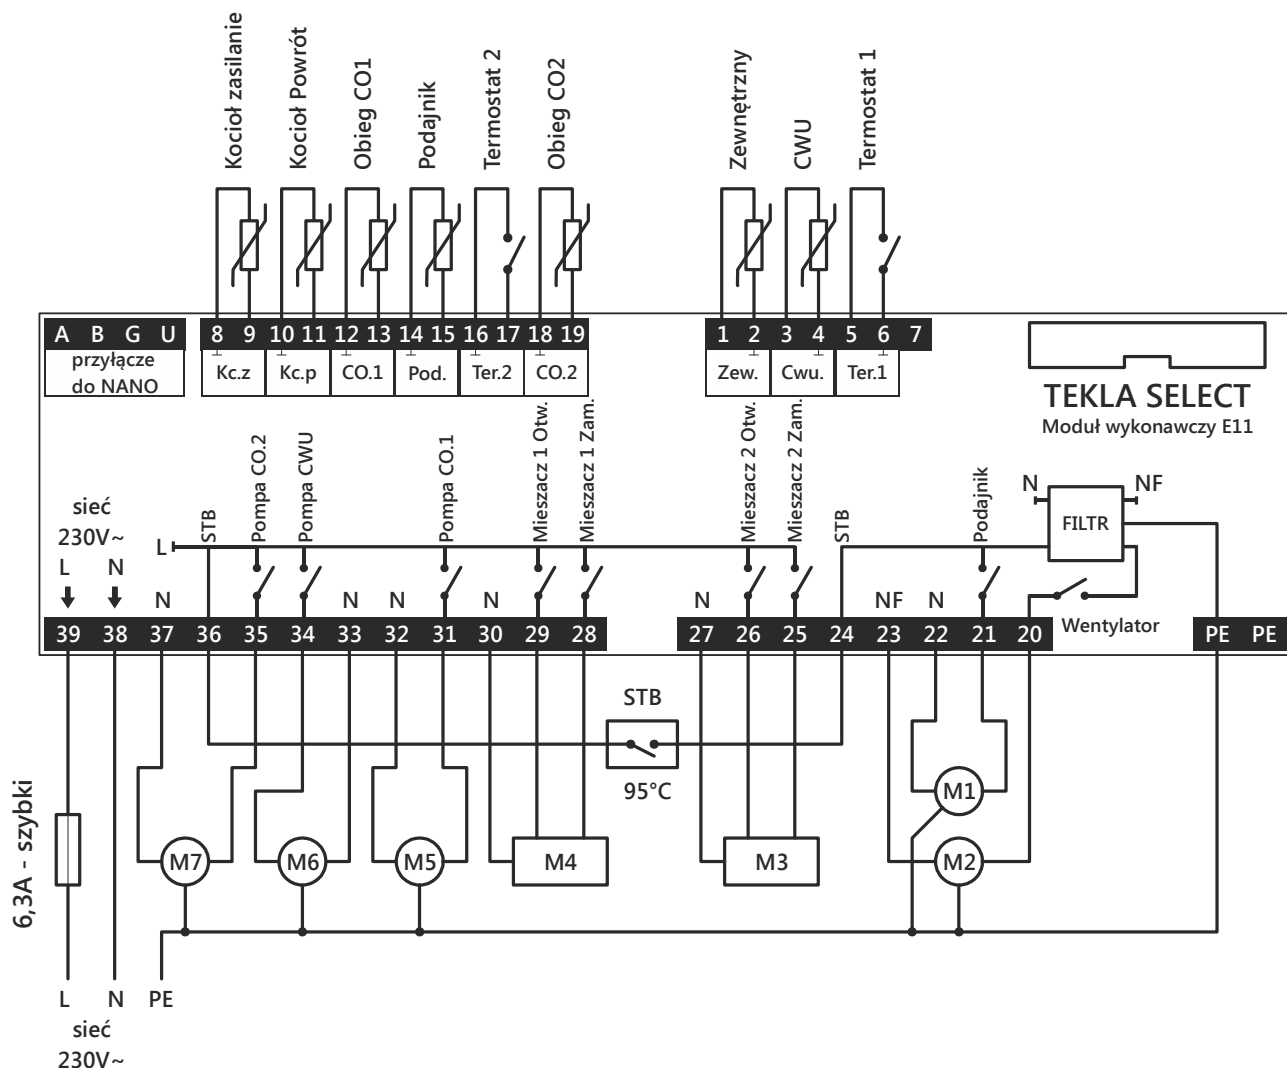 Kocioł zasilanie
Kocioł Powrót
Obieg CO1
Podajnik
Termostat 2
Obieg CO2
Zewnętrzny
CWU
Termostat 1
A B G U
8 9 10 11 12 13 14 15 16 17 18 19
1 2 3 4 5 6 7
przyłącze
do NANO
Kc.z Kc.p CO.1 Pod. Ter.2 CO.2
Zew. Cwu. Ter.1
TEKLA SELECT
Moduł wykonawczy E11
sieć
230V~
L N
L
N
STB
Pompa CO.2
Pompa CWU
N
N
Pompa CO.1
N
Mieszacz 1 Otw.
Mieszacz 1 Zam.
N
Mieszacz 2 Otw.
Mieszacz 2 Zam.
STB
NF
N
Podajnik
N NF
FILTR
Wentylator
39 38 37 36 35 34 33 32 31 30 29 28
27 26 25 24 23 22 21 20
PE PE
STB
95°C
6,3A - szybki
M7
M6
M5
M4
M3
M1
M2
L N PE
sieć
230V~